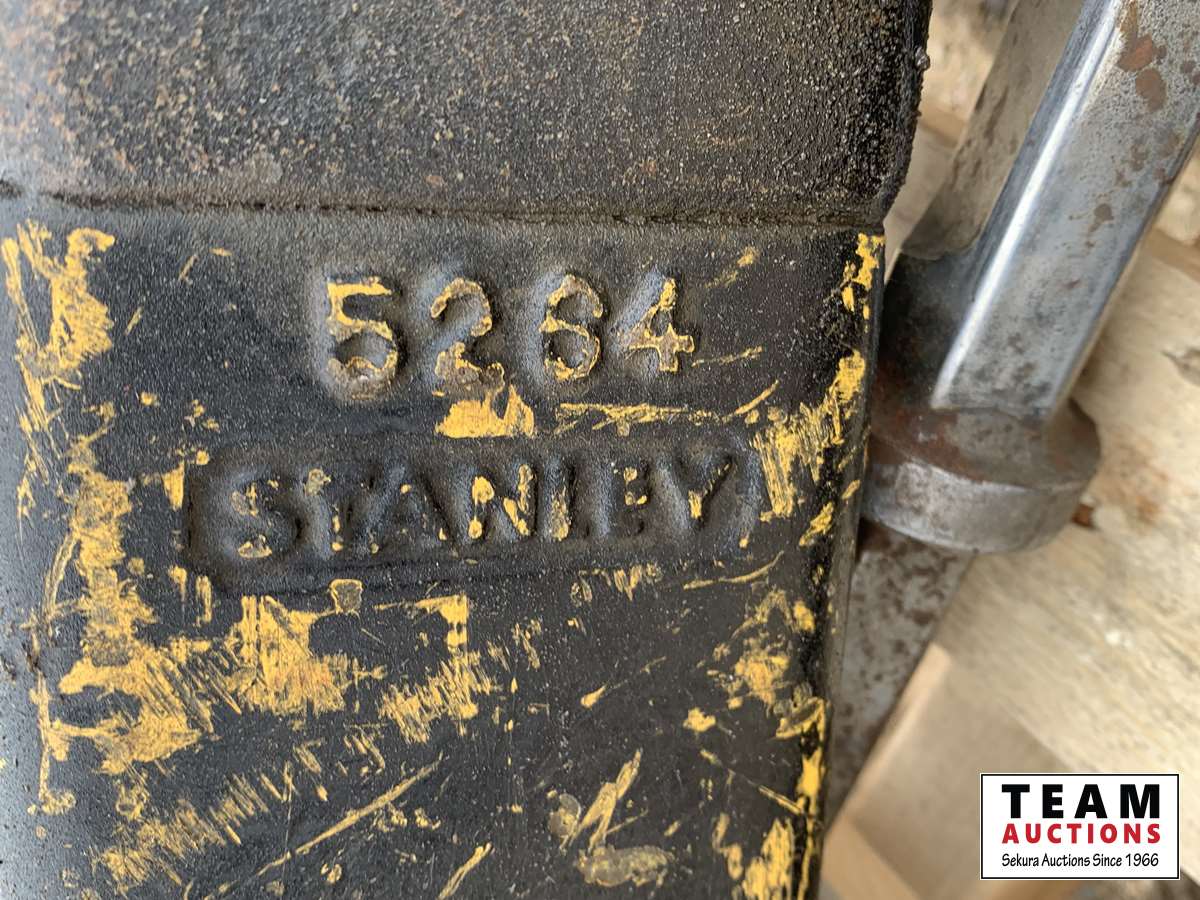 5264
STANLEY
TEAM
AUCTIONS
Sekura Auctions Since 1966